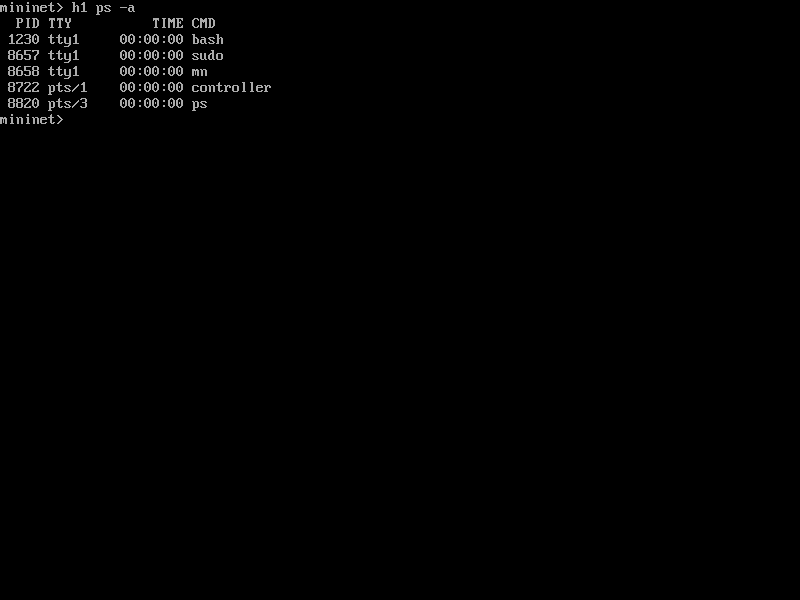 mininet> h1 ps -a
  PID TTY          TIME CMD
 1230 tty1     00:00:00 bash
 8657 tty1     00:00:00 sudo
 8658 tty1     00:00:00 mn
 8722 pts/1    00:00:00 controller
 8820 pts/3    00:00:00 ps
mininet>